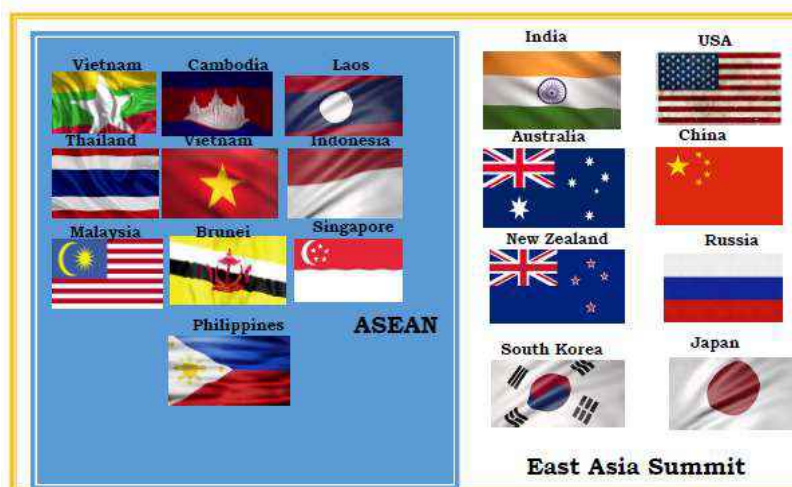 Vietnam Cambodia Laos
Thailand Vietnam Indonesia
Malaysia Brunei Singapore
Philippines
ASEAN
India USA
Australia China
New Zealand Russia
South Korea Japan
East Asia Summit